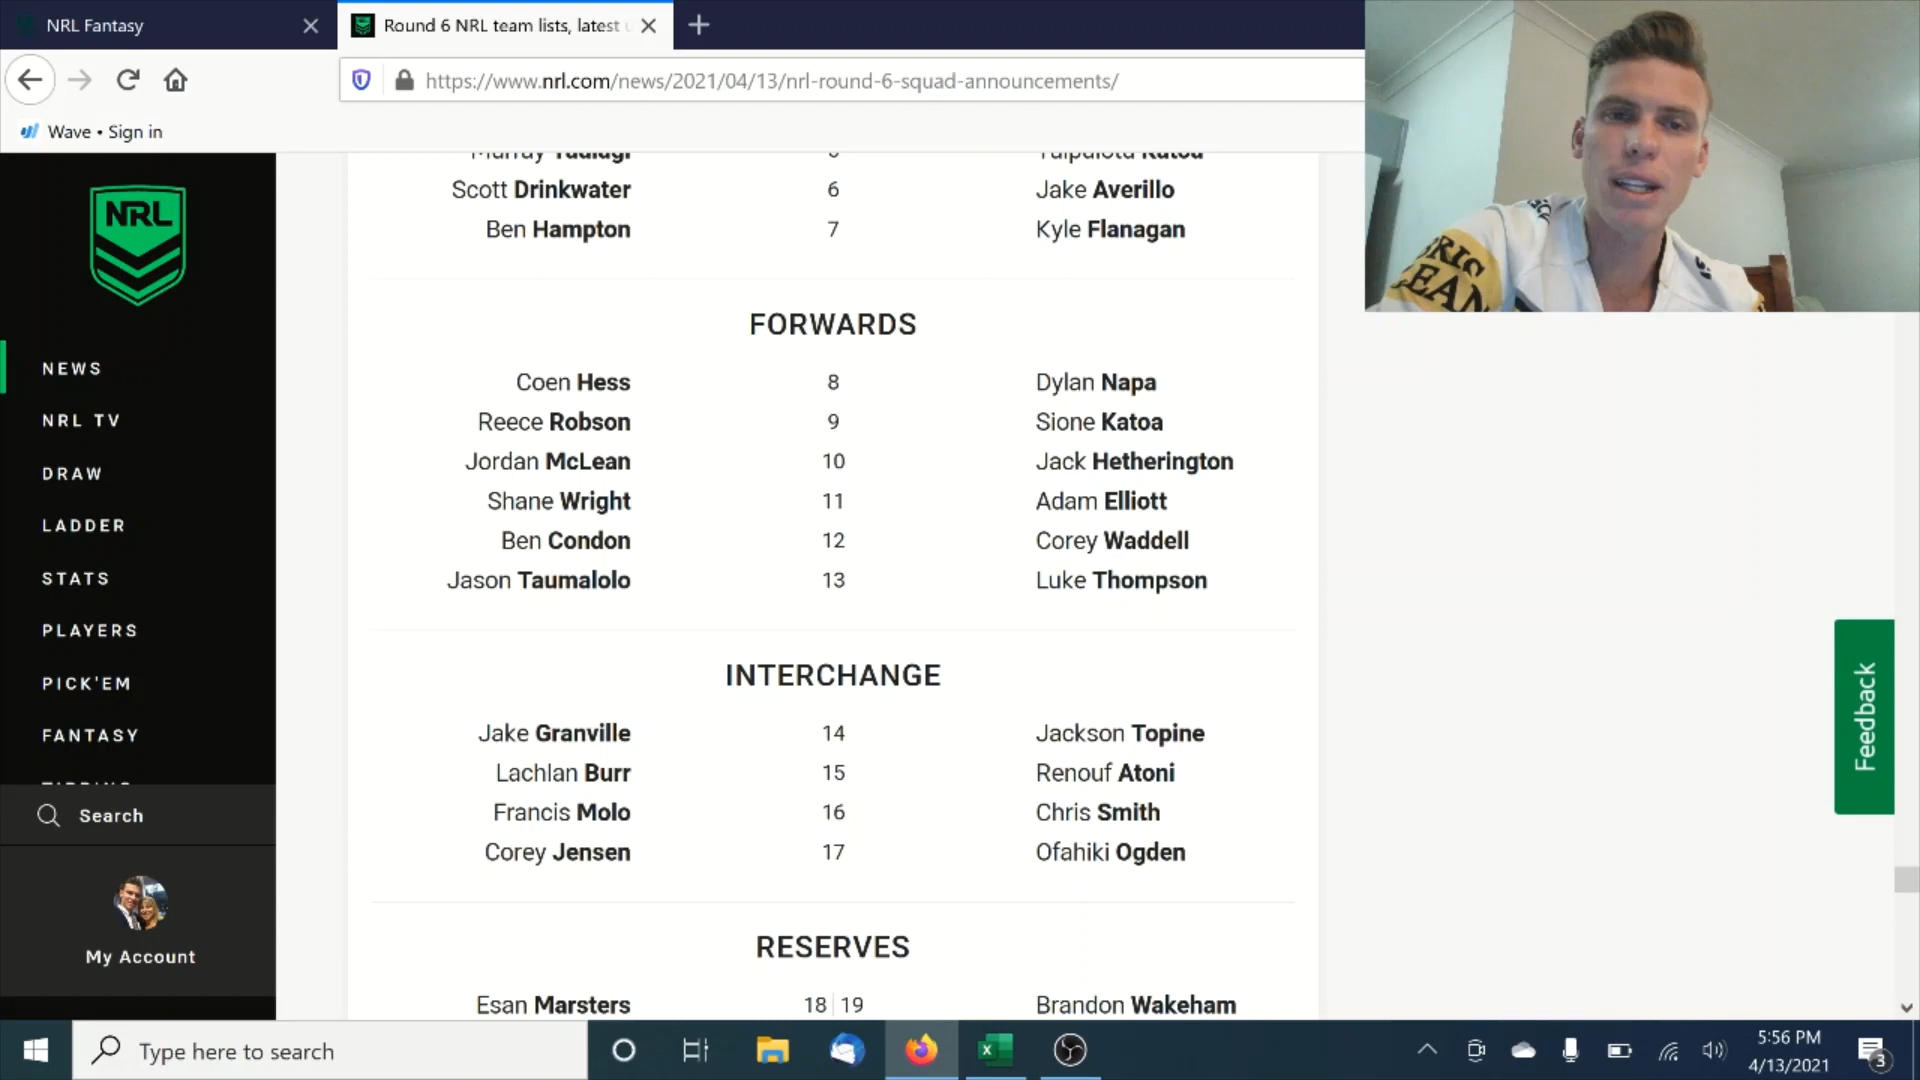 NRL Fantasy
Round 6 NRL team lists, latest
https://www.nrl.com/news/2021/04/13/nrl-round-6-squad-announcements/
Wave • Sign in
NRL
NEWS
NRL TV
DRAW
LADDER
STATS
PLAYERS
PICK'EM
FANTASY
Search
My Account
Scott Drinkwater 6 Jake Averillo
Ben Hampton 7 Kyle Flanagan
FORWARDS
Coen Hess 8 Dylan Napa
Reece Robson 9 Sione Katoa
Jordan McLean 10 Jack Hetherington
Shane Wright 11 Adam Elliott
Ben Condon 12 Corey Waddell
Jason Taumalolo 13 Luke Thompson
INTERCHANGE
Jake Granville 14 Jackson Topine
Lachlan Burr 15 Renouf Atoni
Francis Molo 16 Chris Smith
Corey Jensen 17 Ofahiki Ogden
RESERVES
Esan Marsters 18 19 Brandon Wakeham
Feedback
Type here to search
5:56 PM
4/13/2021
3